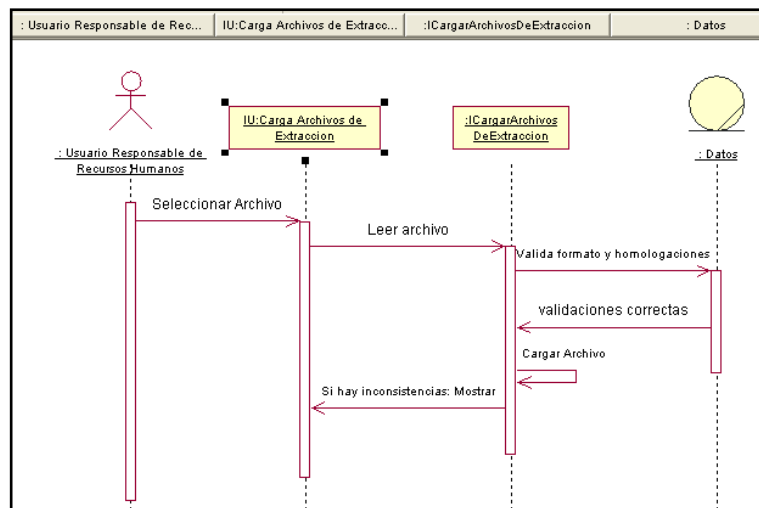 : Usuario Responsable de Rec...
IU:Carga Archivos de Extracc...
:ICargarArchivosDeExtraccion
: Datos
IU:Carga Archivos de
Extraccion
:ICargarArchivos
DeExtraccion
: Usuario Responsable de
Recursos Humanos
: Datos
Seleccionar Archivo
Leer archivo
Valida formato y homologaciones
validaciones correctas
Cargar Archivo
Si hay inconsistencias: Mostrar